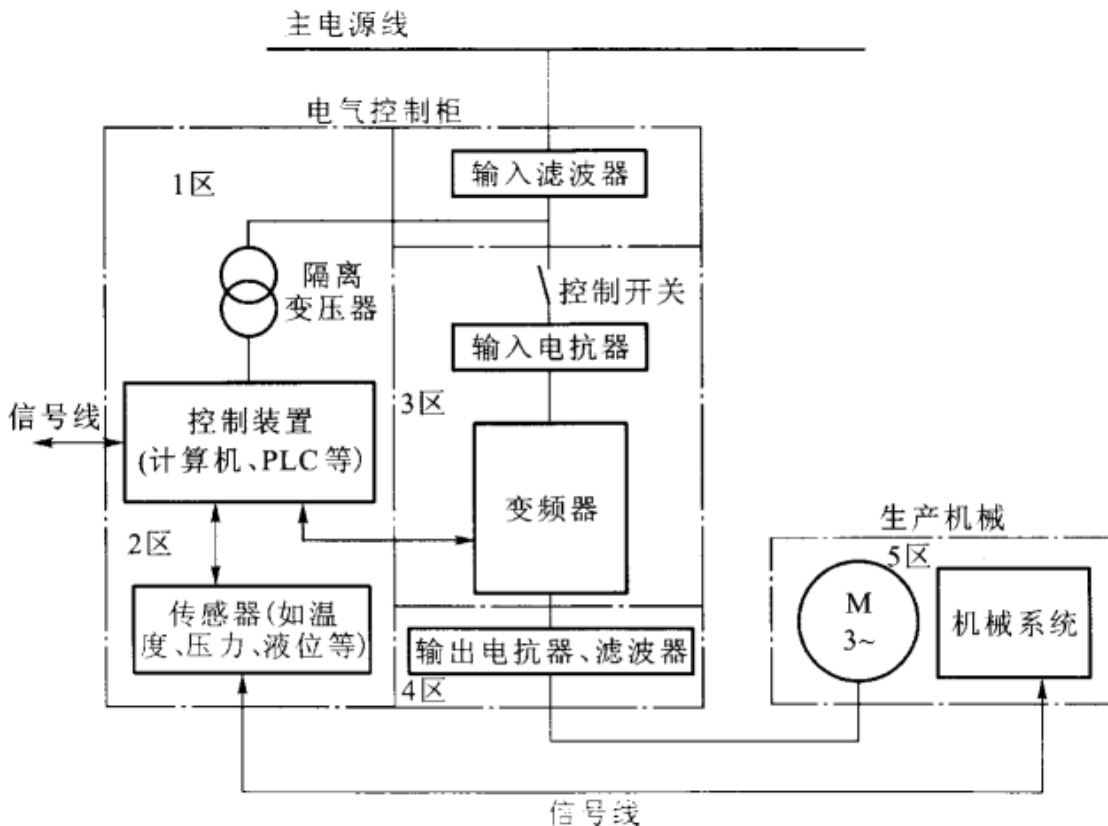 主电源线
电气控制柜
1区
输入滤波器
隔离
变压器
控制开关
输入电抗器
3区
信号线
控制装置
(计算机、PLC等)
变频器
2区
生产机械
5区
传感器(如温
度、压力、液位等)
输出电抗器、滤波器
4区
M
3~
机械系统
信号线